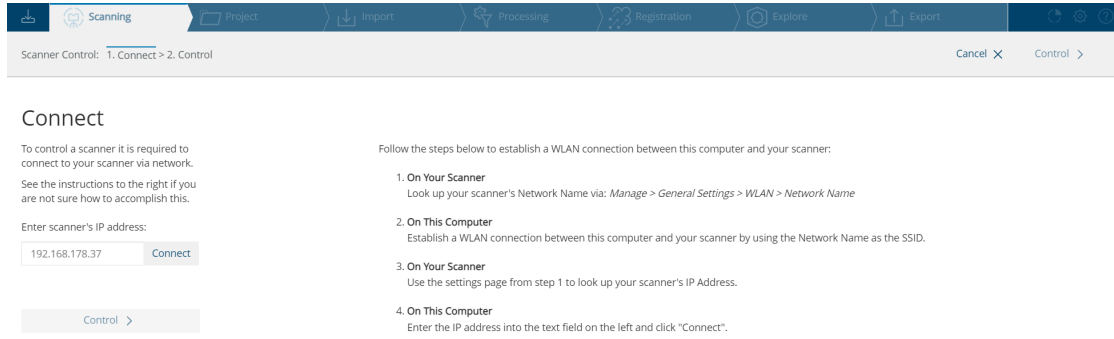 Scanning
Project
Import
Processing
Registration
Explore
Export
Scanner Control: 1. Connect > 2. Control
Cancel
Control >
Connect
To control a scanner it is required to
connect to your scanner via network.
See the instructions to the right if you
are not sure how to accomplish this.
Enter scanner's IP address:
192.168.178.37
Connect
Control >
Follow the steps below to establish a WLAN connection between this computer and your scanner:
1. On Your Scanner
Look up your scanner's Network Name via: Manage > General Settings > WLAN > Network Name
2. On This Computer
Establish a WLAN connection between this computer and your scanner by using the Network Name as the SSID.
3. On Your Scanner
Use the settings page from step 1 to look up your scanner's IP Address.
4. On This Computer
Enter the IP address into the text field on the left and click "Connect".